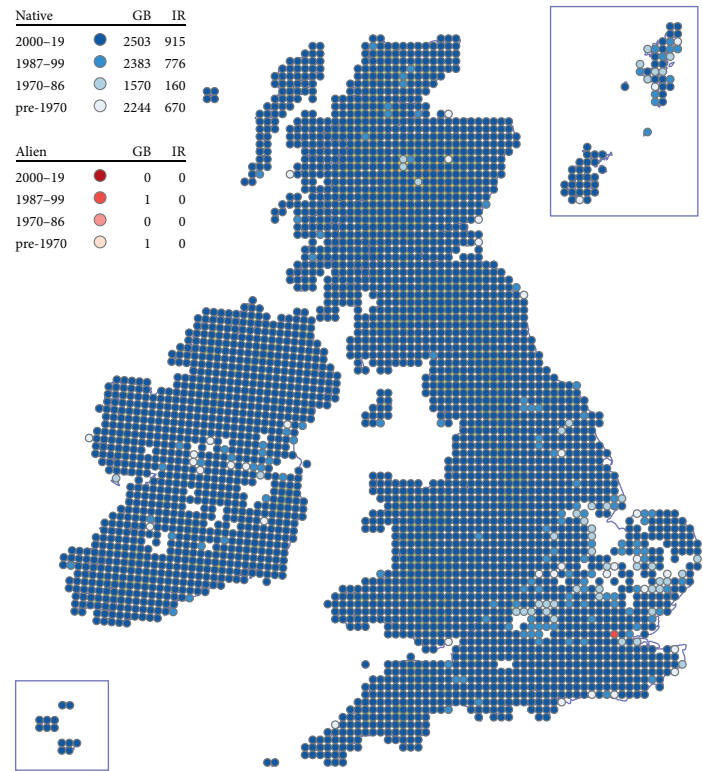 Native GB IR
2000–19 2503 915
1987–99 2383 776
1970–86 1570 160
pre-1970 2244 670
Alien GB IR
2000–19 0 0
1987–99 1 0
1970–86 0 0
pre-1970 1 0